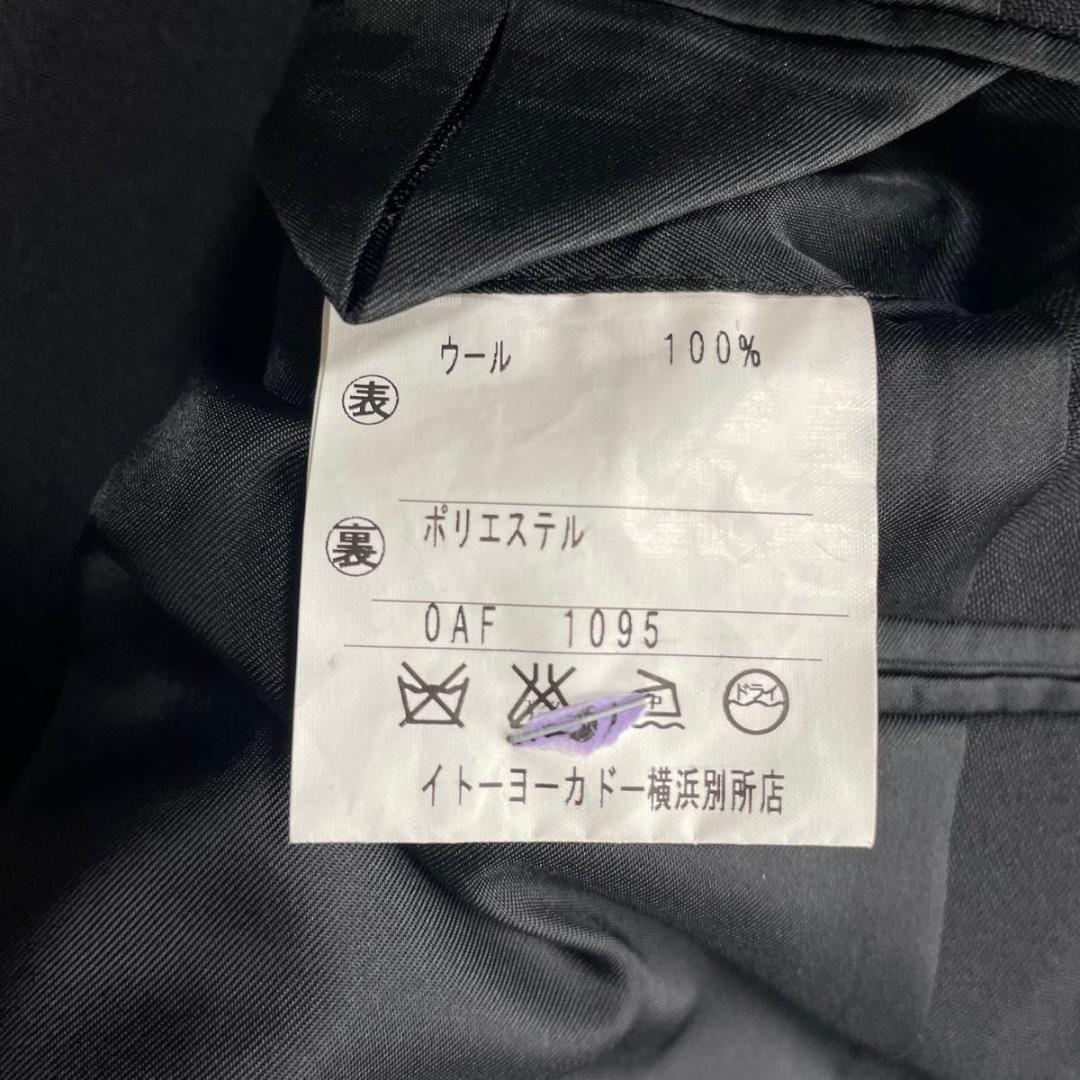 ウール 100%
表
ポリエステル
裏
0AF 1095
中 ドライ
イトーヨーカドー横浜別所店